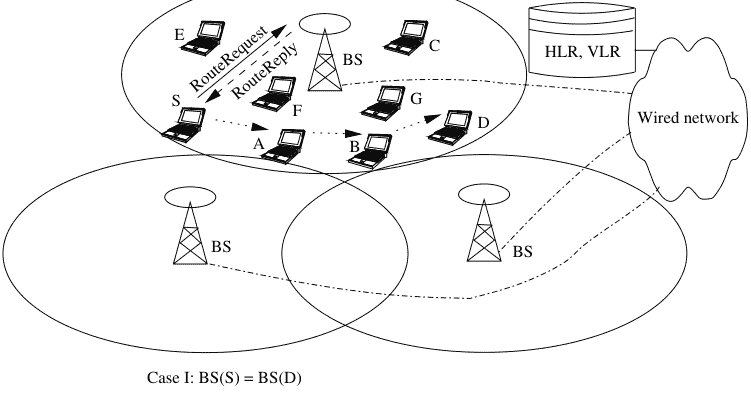 E
RouteRequest
RouteReply
BS
C
HLR, VLR
S
F
G
D
Wired network
A
B
BS
BS
Case I: BS(S) = BS(D)